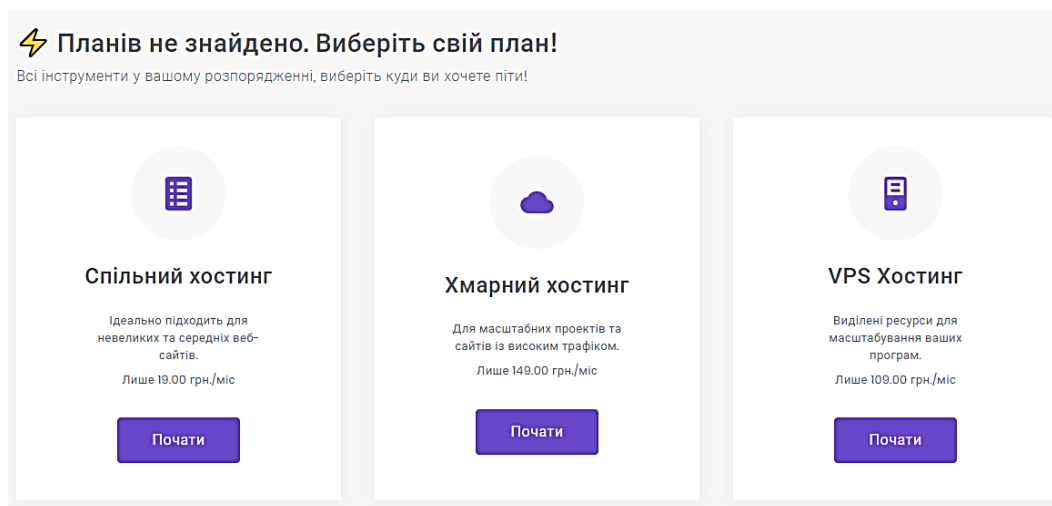 Планів не знайдено. Виберіть свій план!
Всі інструменти у вашому розпорядженні, виберіть куди ви хочете піти!
Спільний хостинг
Ідеально підходить для
невеликих та середніх веб-
сайтів.
Лише 19.00 грн./міс
Почати
Хмарний хостинг
Для масштабних проектів та
сайтів із високим трафіком.
Лише 149.00 грн./міс
Почати
VPS Хостинг
Виділені ресурси для
масштабування ваших
програм.
Лише 109.00 грн./міс
Почати